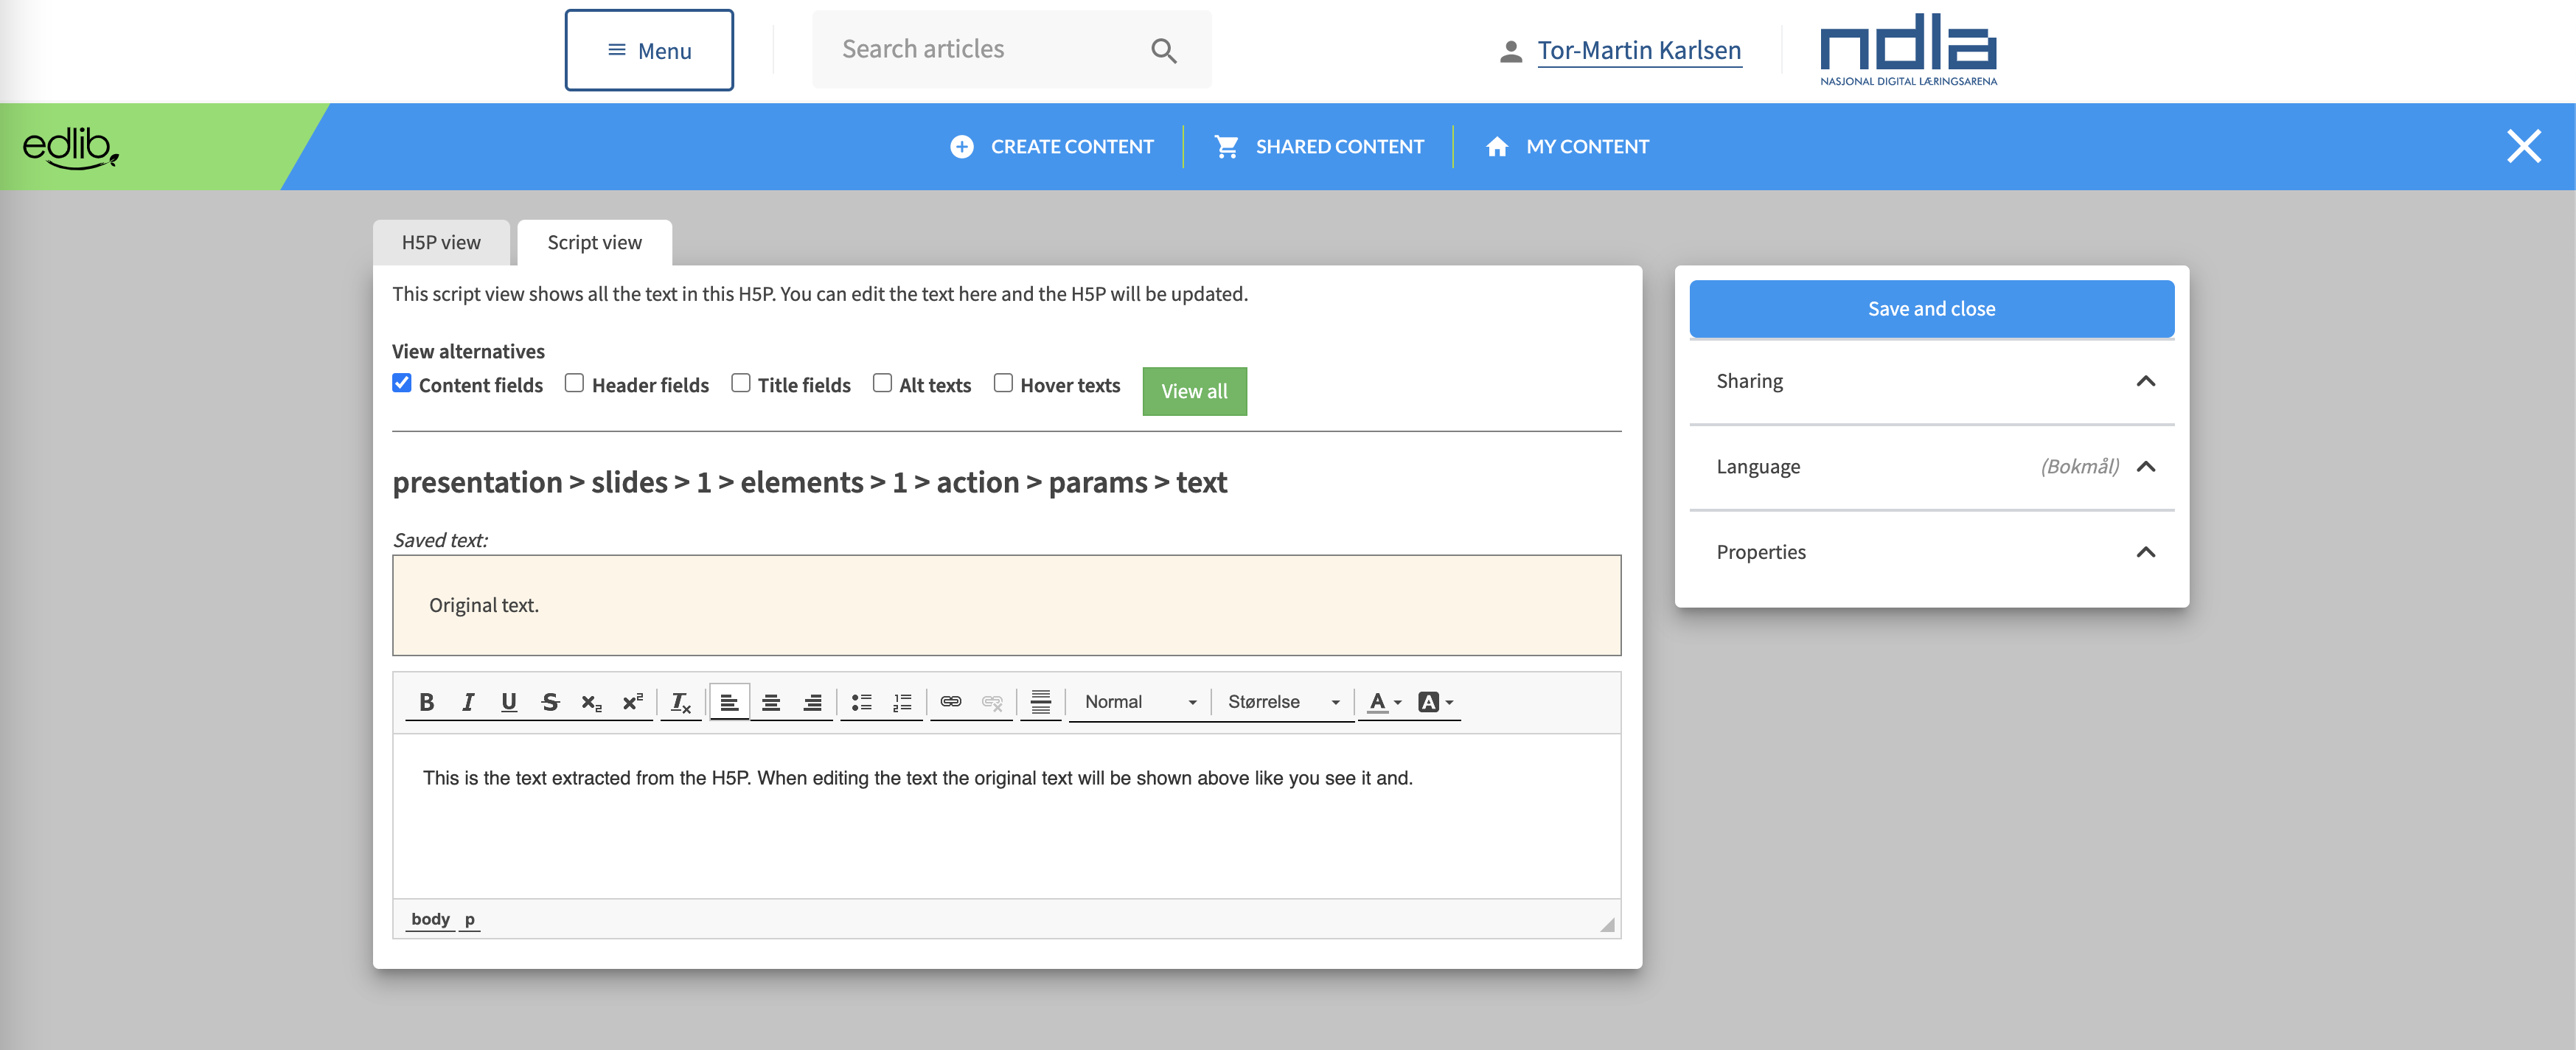 Menu
Search articles
Tor-Martin Karlsen
ndla
NASJONAL DIGITAL LÆRINGSARENA
edlib
CREATE CONTENT
SHARED CONTENT
MY CONTENT
H5P view
Script view
This script view shows all the text in this H5P. You can edit the text here and the H5P will be updated.
View alternatives
Content fields Header fields Title fields Alt texts Hover texts View all
presentation > slides > 1 > elements > 1 > action > params > text
Saved text:
Original text.
B I U S x₂ x² Tx Normal Størrelse A A
This is the text extracted from the H5P. When editing the text the original text will be shown above like you see it and.
body p
Save and close
Sharing
Language (Bokmål)
Properties